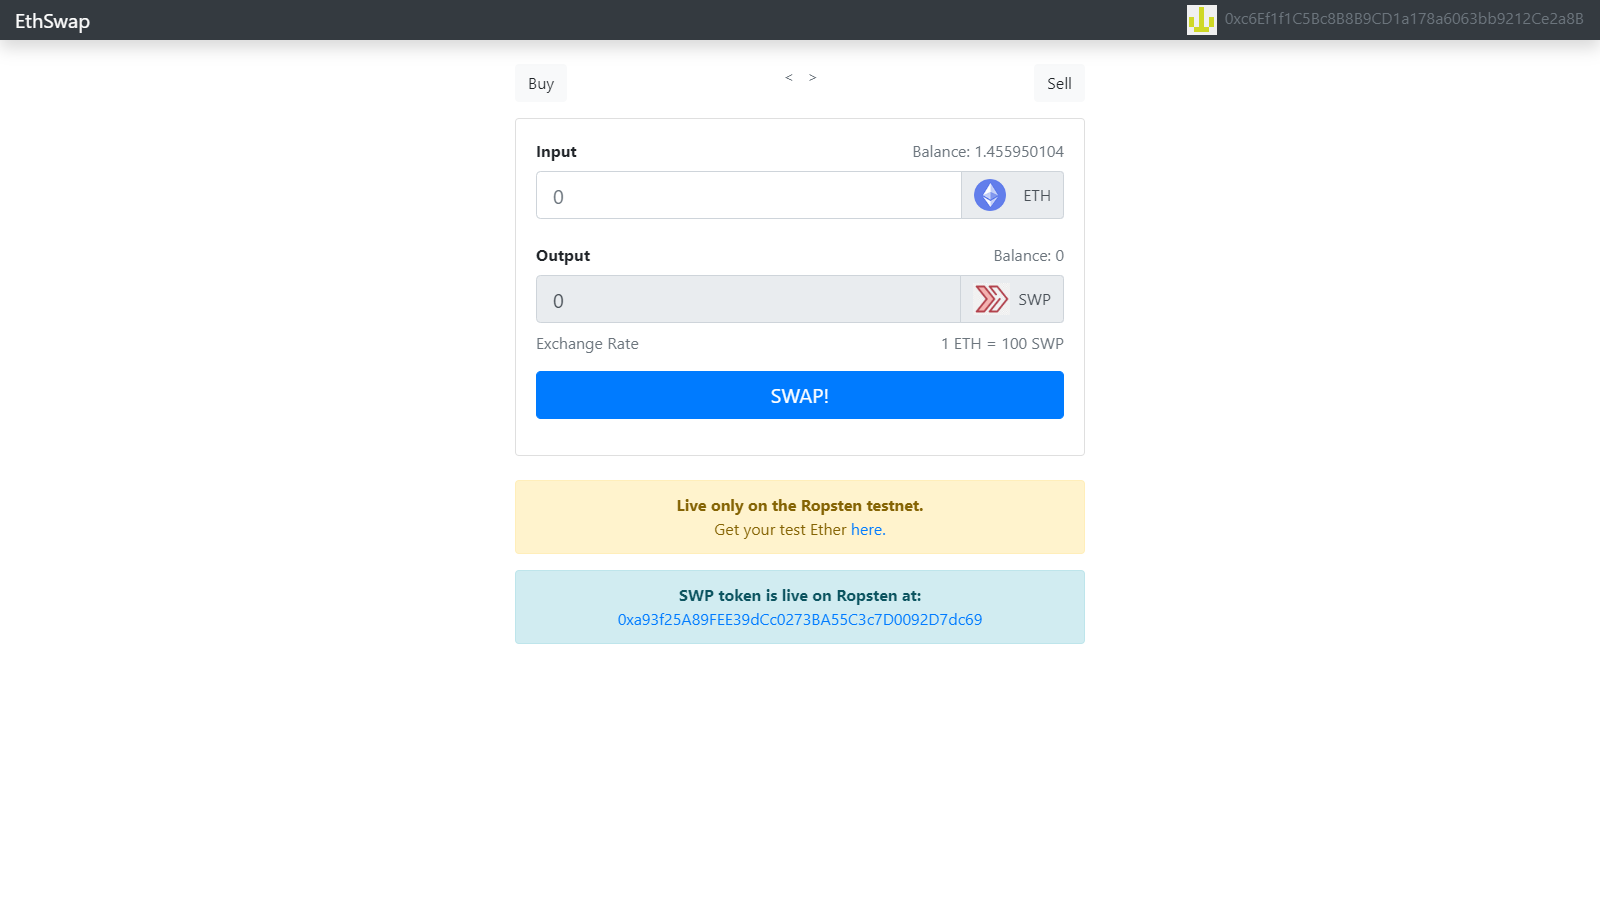 EthSwap
0xc6Ef1f1C5Bc8B8B9CD1a178a6063bb9212Ce2a8B
Buy < > Sell
Input Balance: 1.455950104
0 ETH
Output Balance: 0
0 SWP
Exchange Rate 1 ETH = 100 SWP
SWAP!
Live only on the Ropsten testnet.
Get your test Ether here.
SWP token is live on Ropsten at:
0xa93f25A89FEE39dCc0273BA55C3c7D0092D7dc69